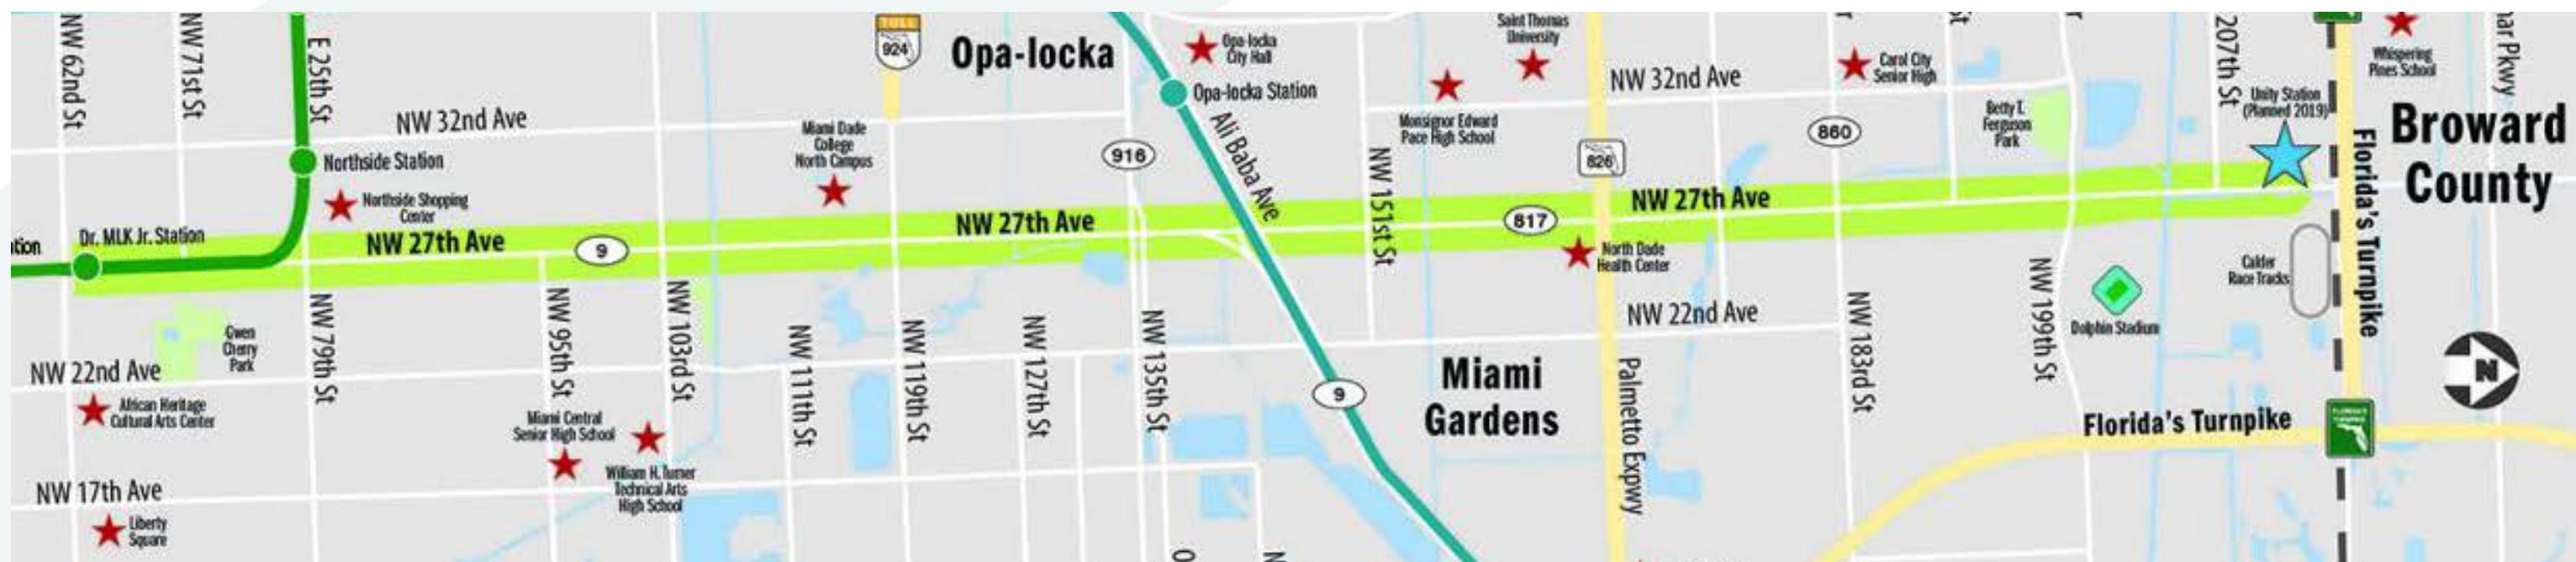 NW 62nd St
NW 71st St
E 25th St
TOLL
924
Opa-locka
Opa-locka
City Hall
Opa-locka Station
Saint Thomas
University
Monsignor Edward
Pace High School
NW 32nd Ave
NW 32nd Ave
Carol City
Senior High
860
Betty T.
Ferguson
Park
207th St
Unity Station
(Planned 2019)
Whispering
Pines School
Pkwy
Broward
County
Northside Station
Northside Shopping
Center
Miami Dade
College
North Campus
916
Ali Baba Ave
NW 151st St
826
817
Dr. MLK Jr. Station
NW 27th Ave
9
NW 27th Ave
NW 27th Ave
North Dade
Health Center
Florida's Turnpike
Calder
Race Tracks
Dolphin Stadium
NW 199th St
Gwen
Cherry
Park
NW 79th St
NW 95th St
NW 103rd St
NW 111th St
NW 119th St
NW 127th St
NW 135th St
NW 22nd Ave
NW 22nd Ave
NW 183rd St
Miami
Gardens
Palmetto Expwy
9
N
African Heritage
Cultural Arts Center
Miami Central
Senior High School
William H. Turner
Technical Arts
High School
Florida's Turnpike
FLORIDA'S
TURNPIKE
NW 17th Ave
Liberty
Square